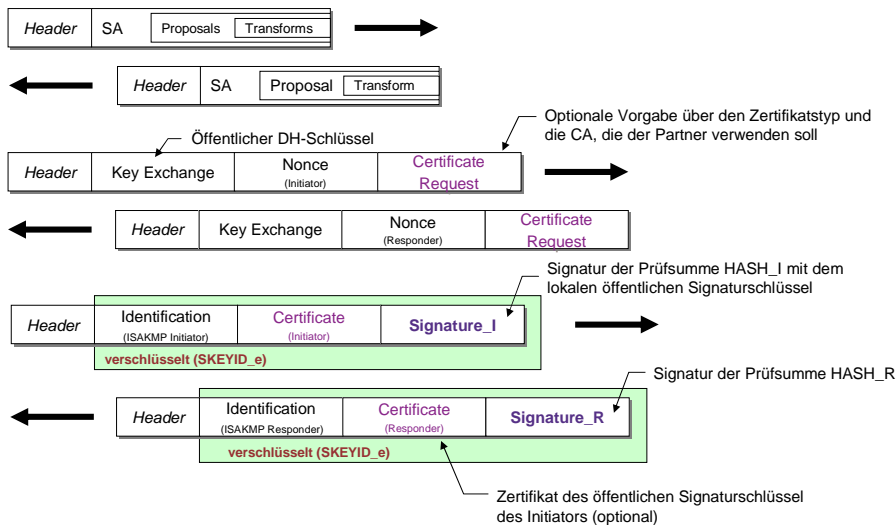 Header SA Proposals Transforms
Header SA Proposal Transform
Optionale Vorgabe über den Zertifikatstyp und
die CA, die der Partner verwenden soll
Öffentlicher DH-Schlüssel
Header Key Exchange Nonce (Initiator) Certificate Request
Header Key Exchange Nonce (Responder) Certificate Request
Signatur der Prüfsumme HASH_I mit dem
lokalen öffentlichen Signaturschlüssel
Header Identification (ISAKMP Initiator) Certificate (Initiator) Signature_I
verschlüsselt (SKEYID_e)
Signatur der Prüfsumme HASH_R
Header Identification (ISAKMP Responder) Certificate (Responder) Signature_R
verschlüsselt (SKEYID_e)
Zertifikat des öffentlichen Signaturschlüssel
des Initiators (optional)